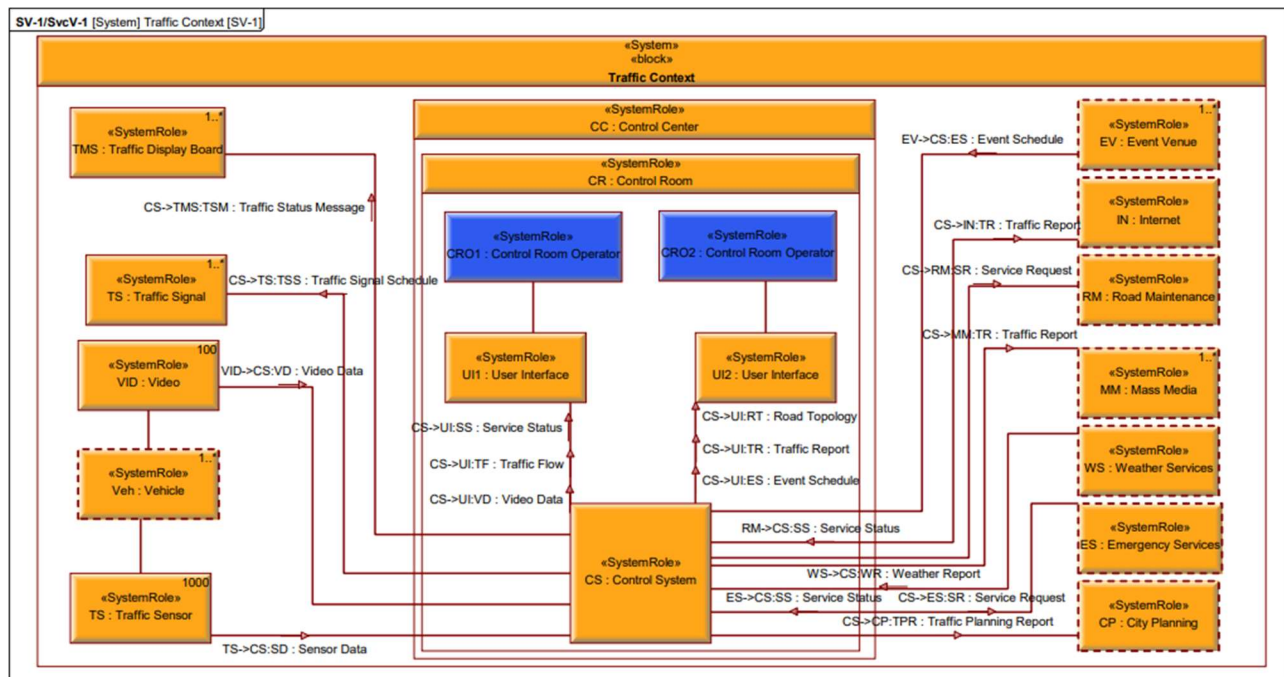 SV-1/SvcV-1 [System] Traffic Context [SV-1]
«System»
«block»
Traffic Context
1..*
«SystemRole»
TMS : Traffic Display Board
CS->TMS:TSM : Traffic Status Message
1..*
«SystemRole»
TS : Traffic Signal
CS->TS:TSS : Traffic Signal Schedule
100
«SystemRole»
VID : Video
VID->CS:VD : Video Data
1..*
«SystemRole»
Veh : Vehicle
1000
«SystemRole»
TS : Traffic Sensor
TS->CS:SD : Sensor Data
«SystemRole»
CC : Control Center
«SystemRole»
CR : Control Room
«SystemRole»
CRO1 : Control Room Operator
«SystemRole»
CRO2 : Control Room Operator
«SystemRole»
UI1 : User Interface
«SystemRole»
UI2 : User Interface
CS->UI:SS : Service Status
CS->UI:TF : Traffic Flow
CS->UI:VD : Video Data
CS->UI:RT : Road Topology
CS->UI:TR : Traffic Report
CS->UI:ES : Event Schedule
«SystemRole»
CS : Control System
EV->CS:ES : Event Schedule
CS->IN:TR : Traffic Report
CS->RM:SR : Service Request
CS->MM:TR : Traffic Report
RM->CS:SS : Service Status
WS->CS:WR : Weather Report
ES->CS:SS : Service Status
CS->ES:SR : Service Request
CS->CP:TPR : Traffic Planning Report
1..*
«SystemRole»
EV : Event Venue
«SystemRole»
IN : Internet
«SystemRole»
RM : Road Maintenance
1..*
«SystemRole»
MM : Mass Media
«SystemRole»
WS : Weather Services
«SystemRole»
ES : Emergency Services
«SystemRole»
CP : City Planning